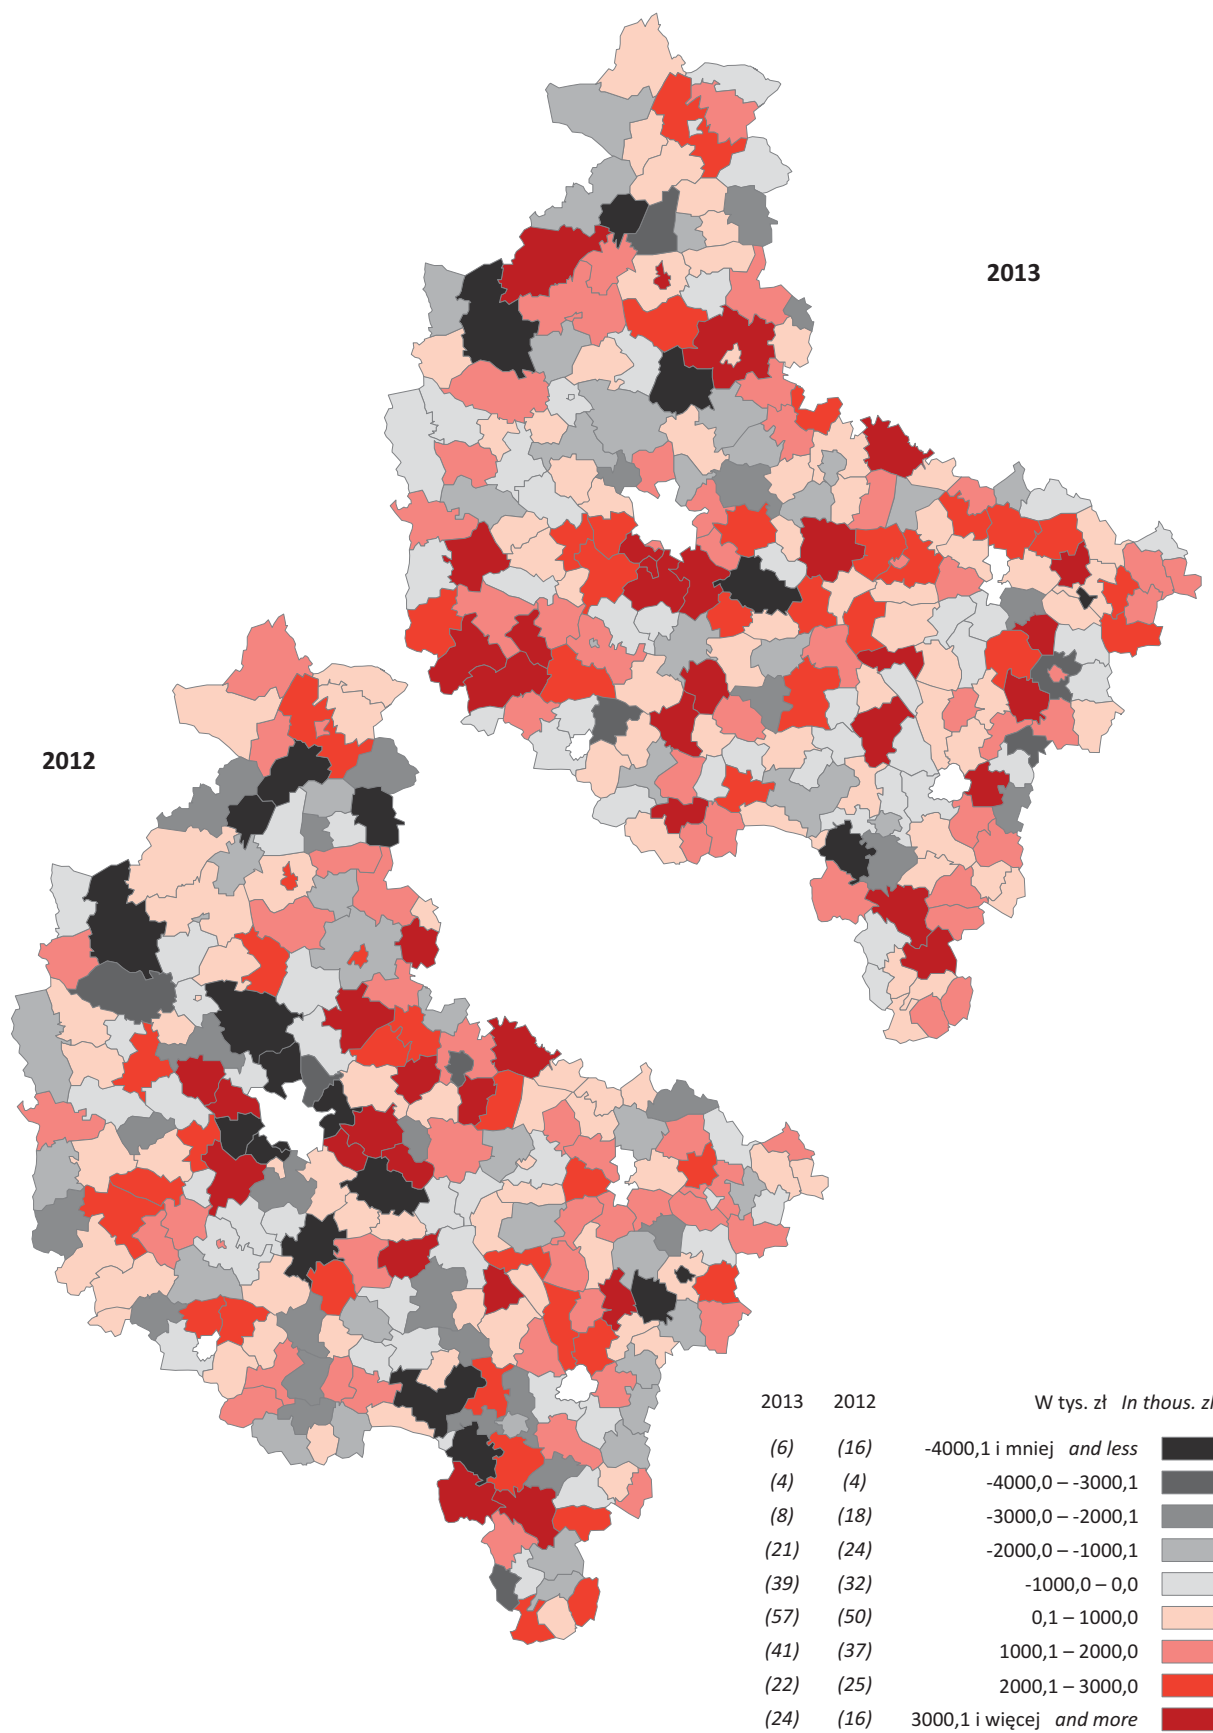 2013
2012
2013 2012 W tys. zł In thous. zł
(6) (16) -4000,1 i mniej and less
(4) (4) -4000,0 – -3000,1
(8) (18) -3000,0 – -2000,1
(21) (24) -2000,0 – -1000,1
(39) (32) -1000,0 – 0,0
(57) (50) 0,1 – 1000,0
(41) (37) 1000,1 – 2000,0
(22) (25) 2000,1 – 3000,0
(24) (16) 3000,1 i więcej and more